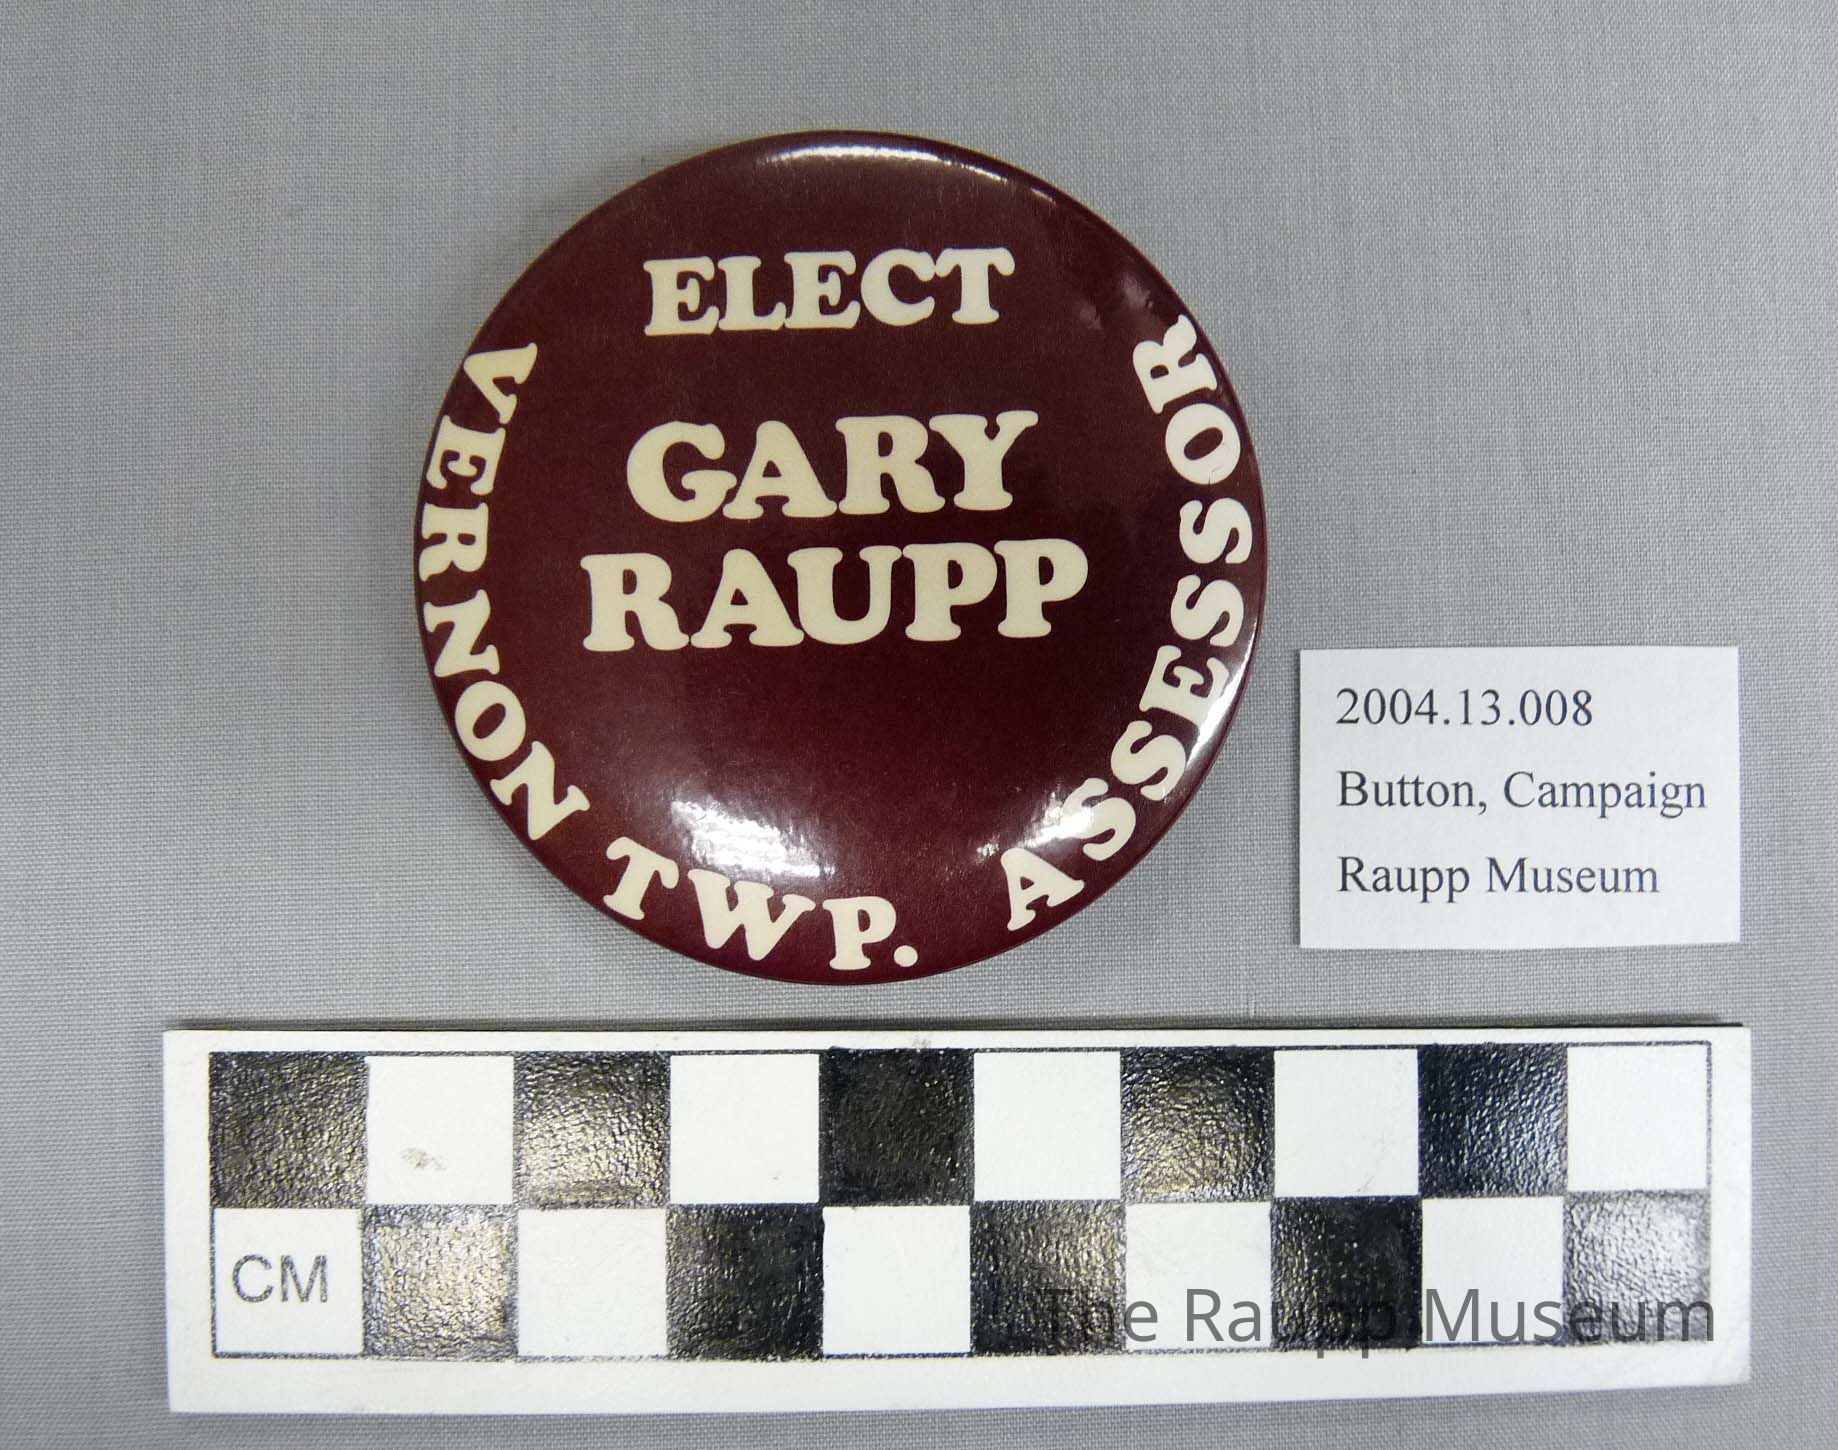 ELECT
GARY
RAUPP
VERNON TWP. ASSESSOR
2004.13.008
Button, Campaign
Raupp Museum
CM
The Raupp Museum